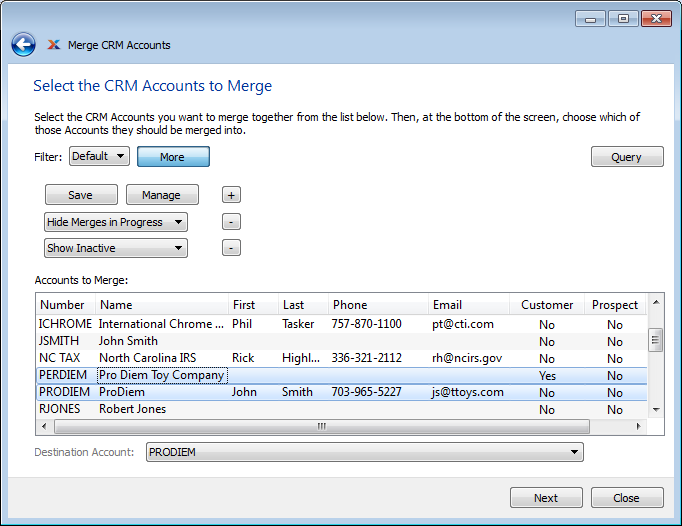 Merge CRM Accounts
Select the CRM Accounts to Merge
Select the CRM Accounts you want to merge together from the list below. Then, at the bottom of the screen, choose which of
those Accounts they should be merged into.
Filter: Default More Query
Save Manage +
Hide Merges in Progress -
Show Inactive -
Accounts to Merge:
Number Name First Last Phone Email Customer Prospect
ICHROME International Chrome ... Phil Tasker 757-870-1100 pt@cti.com No No
JSMITH John Smith No No
NC TAX North Carolina IRS Rick Highl... 336-321-2112 rh@ncirs.gov No No
PERDIEM Pro Diem Toy Company Yes No
PRODIEM ProDiem John Smith 703-965-5227 js@ttoys.com No No
RJONES Robert Jones No No
Destination Account: PRODIEM
Next Close